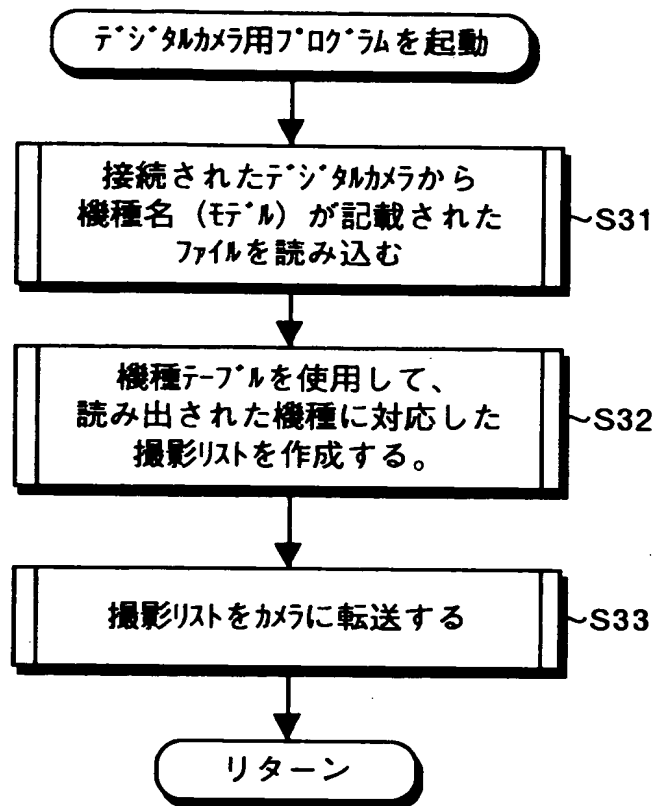 デジタルカメラ用プログラムを起動
接続されたデジタルカメラから
機種名（モデル）が記載された
ファイルを読み込む
~S31
機種テーブルを使用して、
読み出された機種に対応した
撮影リストを作成する。
~S32
撮影リストをカメラに転送する
~S33
リターン